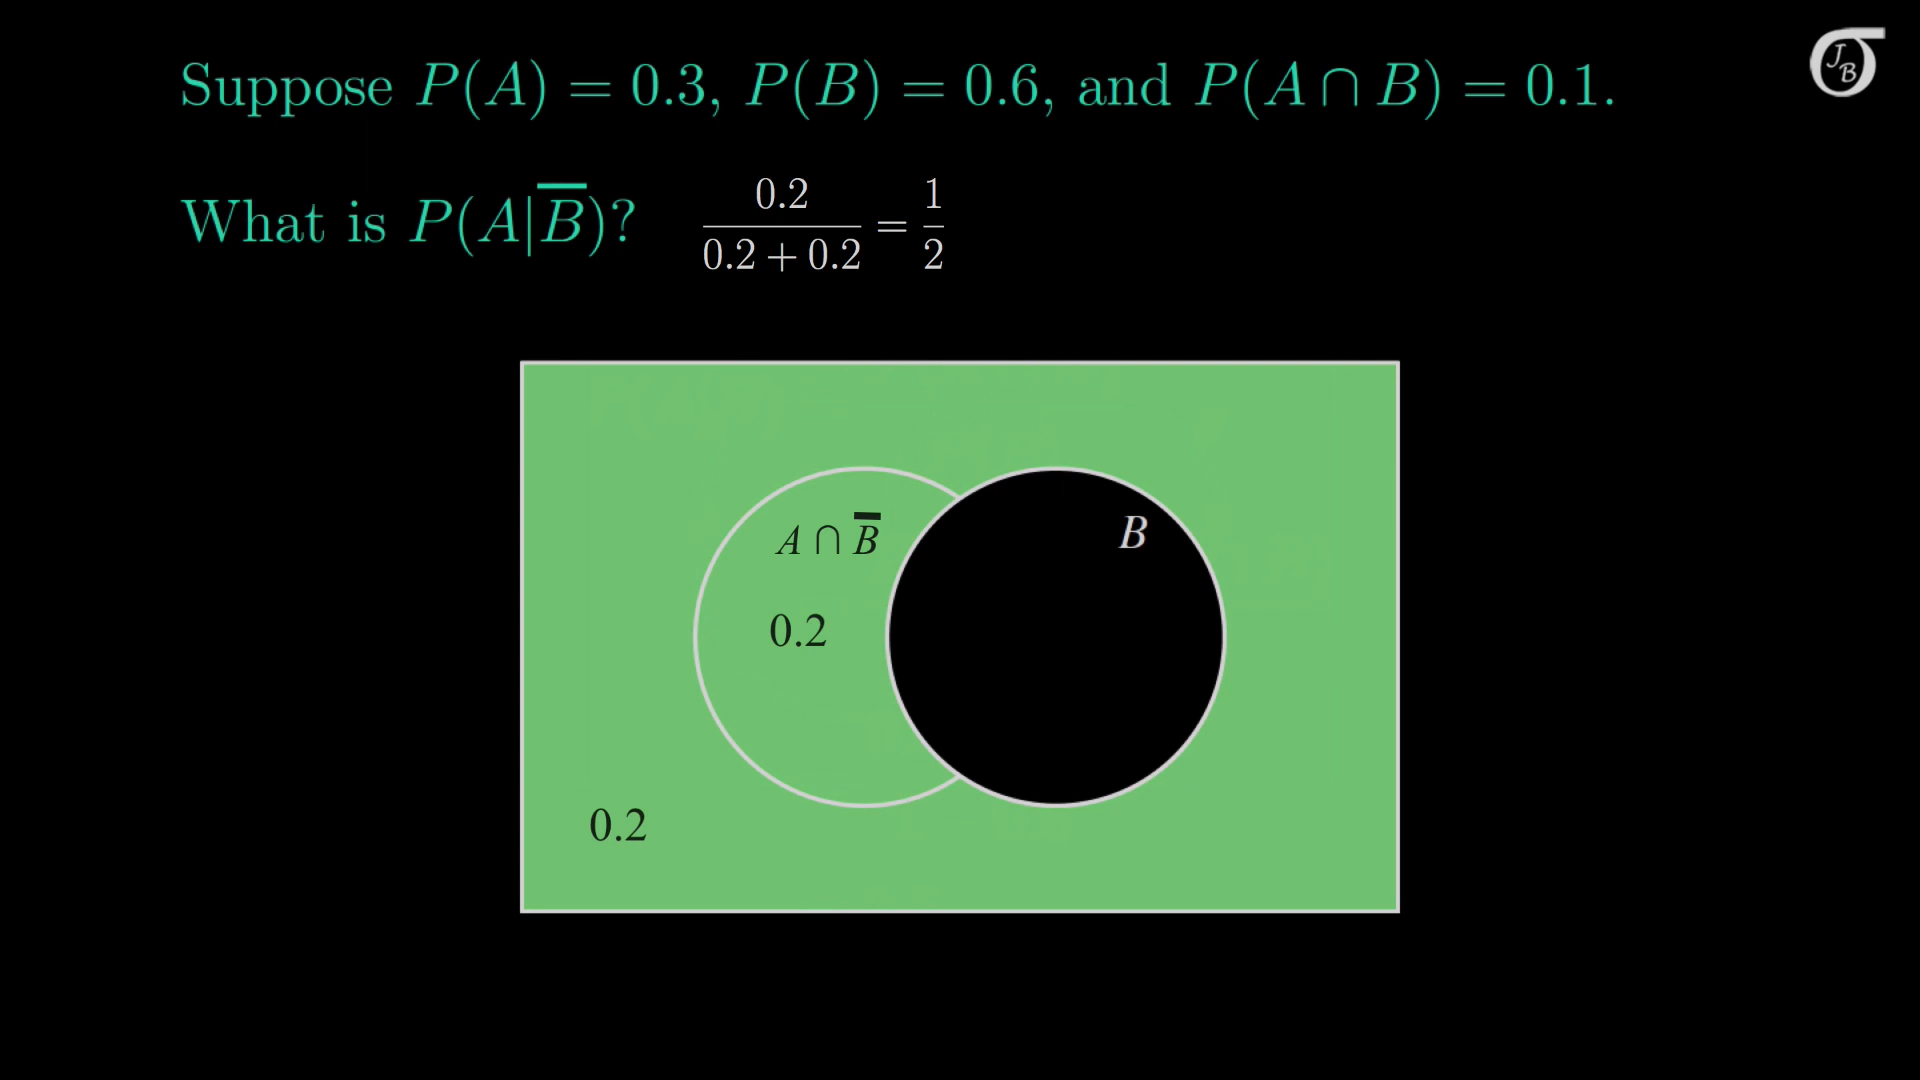 JB
Suppose P(A) = 0.3, P(B) = 0.6, and P(A ∩ B) = 0.1.
What is P(A|B̅)? 0.2 / (0.2 + 0.2) = 1/2
A ∩ B̅
B
0.2
0.2